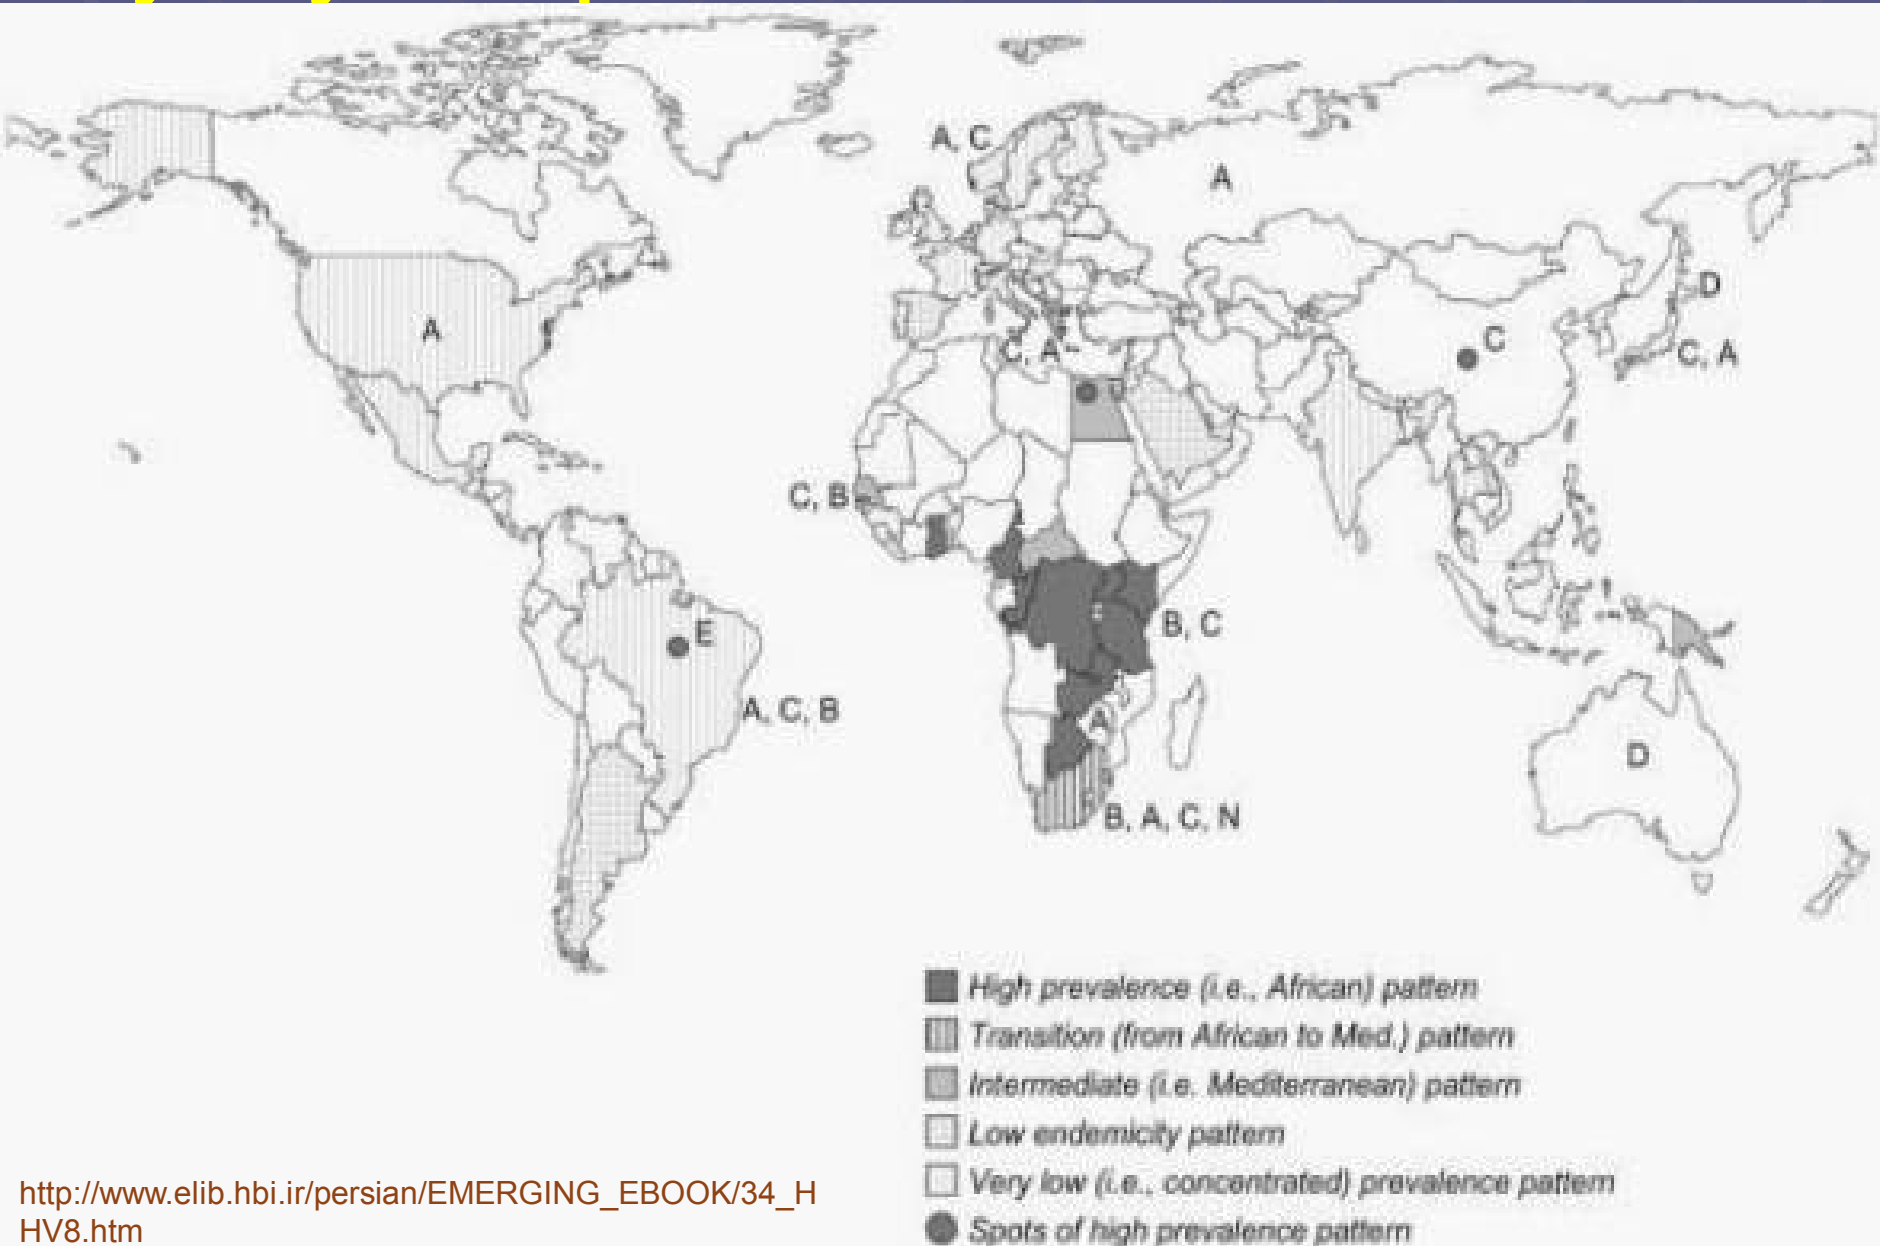 A, C
A
A
D
C
C, A
C, A
C, B
E
B, C
A, C, B
A
D
B, A, C, N
High prevalence (i.e., African) pattern
Transition (from African to Med.) pattern
Intermediate (i.e. Mediterranean) pattern
Low endemicity pattern
Very low (i.e., concentrated) prevalence pattern
Spots of high prevalence pattern
http://www.elib.hbi.ir/persian/EMERGING_EBOOK/34_H
HV8.htm